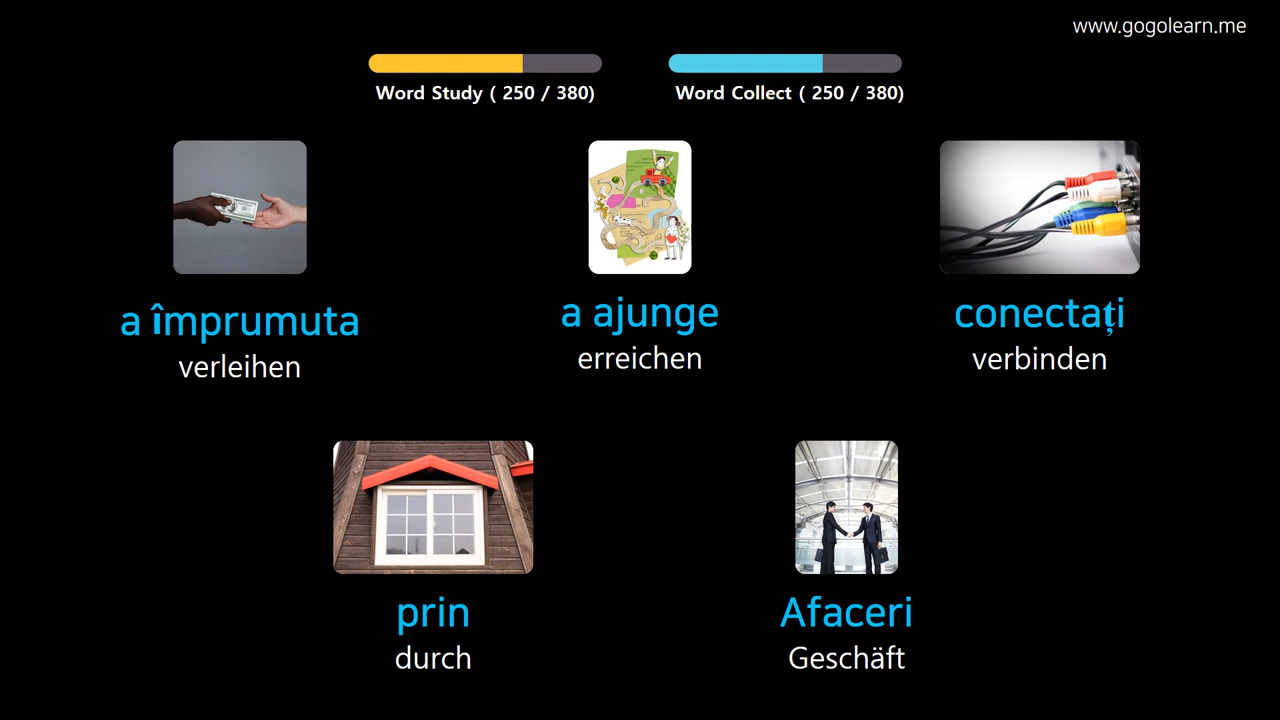 www.gogolearn.me
Word Study ( 250 / 380)
Word Collect ( 250 / 380)
a împrumuta
verleihen
a ajunge
erreichen
conectați
verbinden
prin
durch
Afaceri
Geschäft